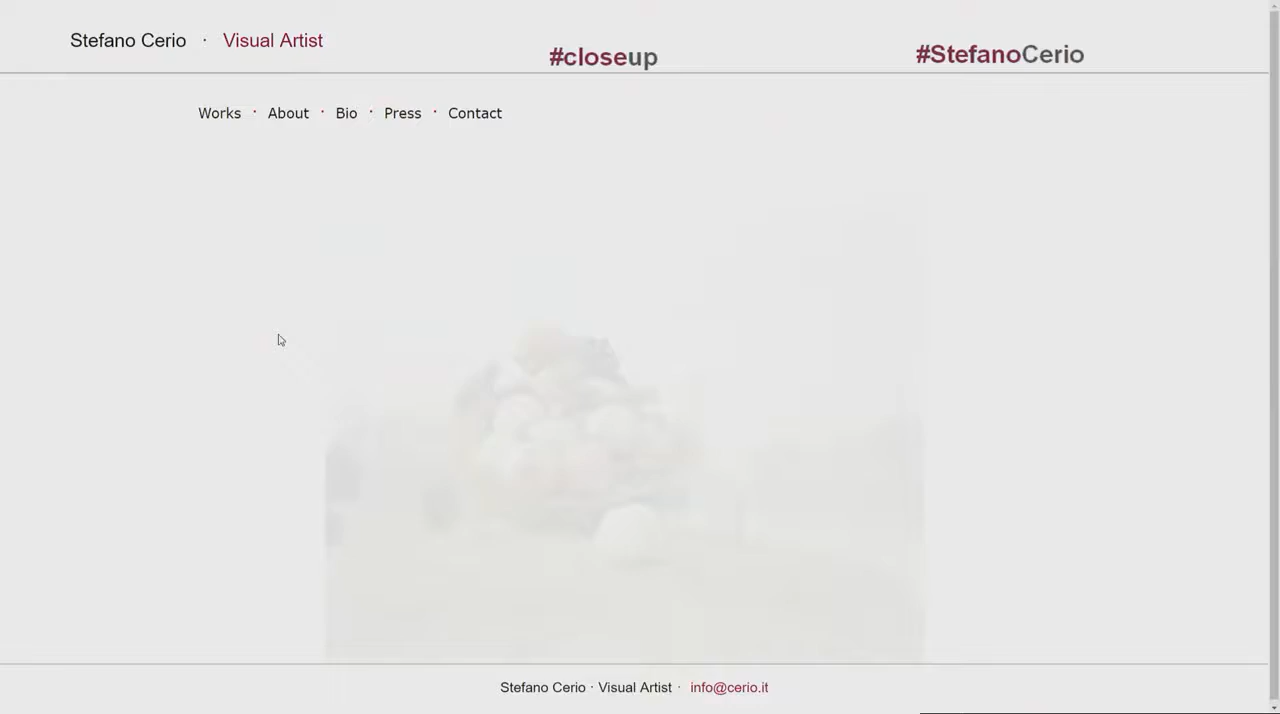 Stefano Cerio · Visual Artist
#closeup
#StefanoCerio
Works · About · Bio · Press · Contact
Stefano Cerio · Visual Artist · info@cerio.it